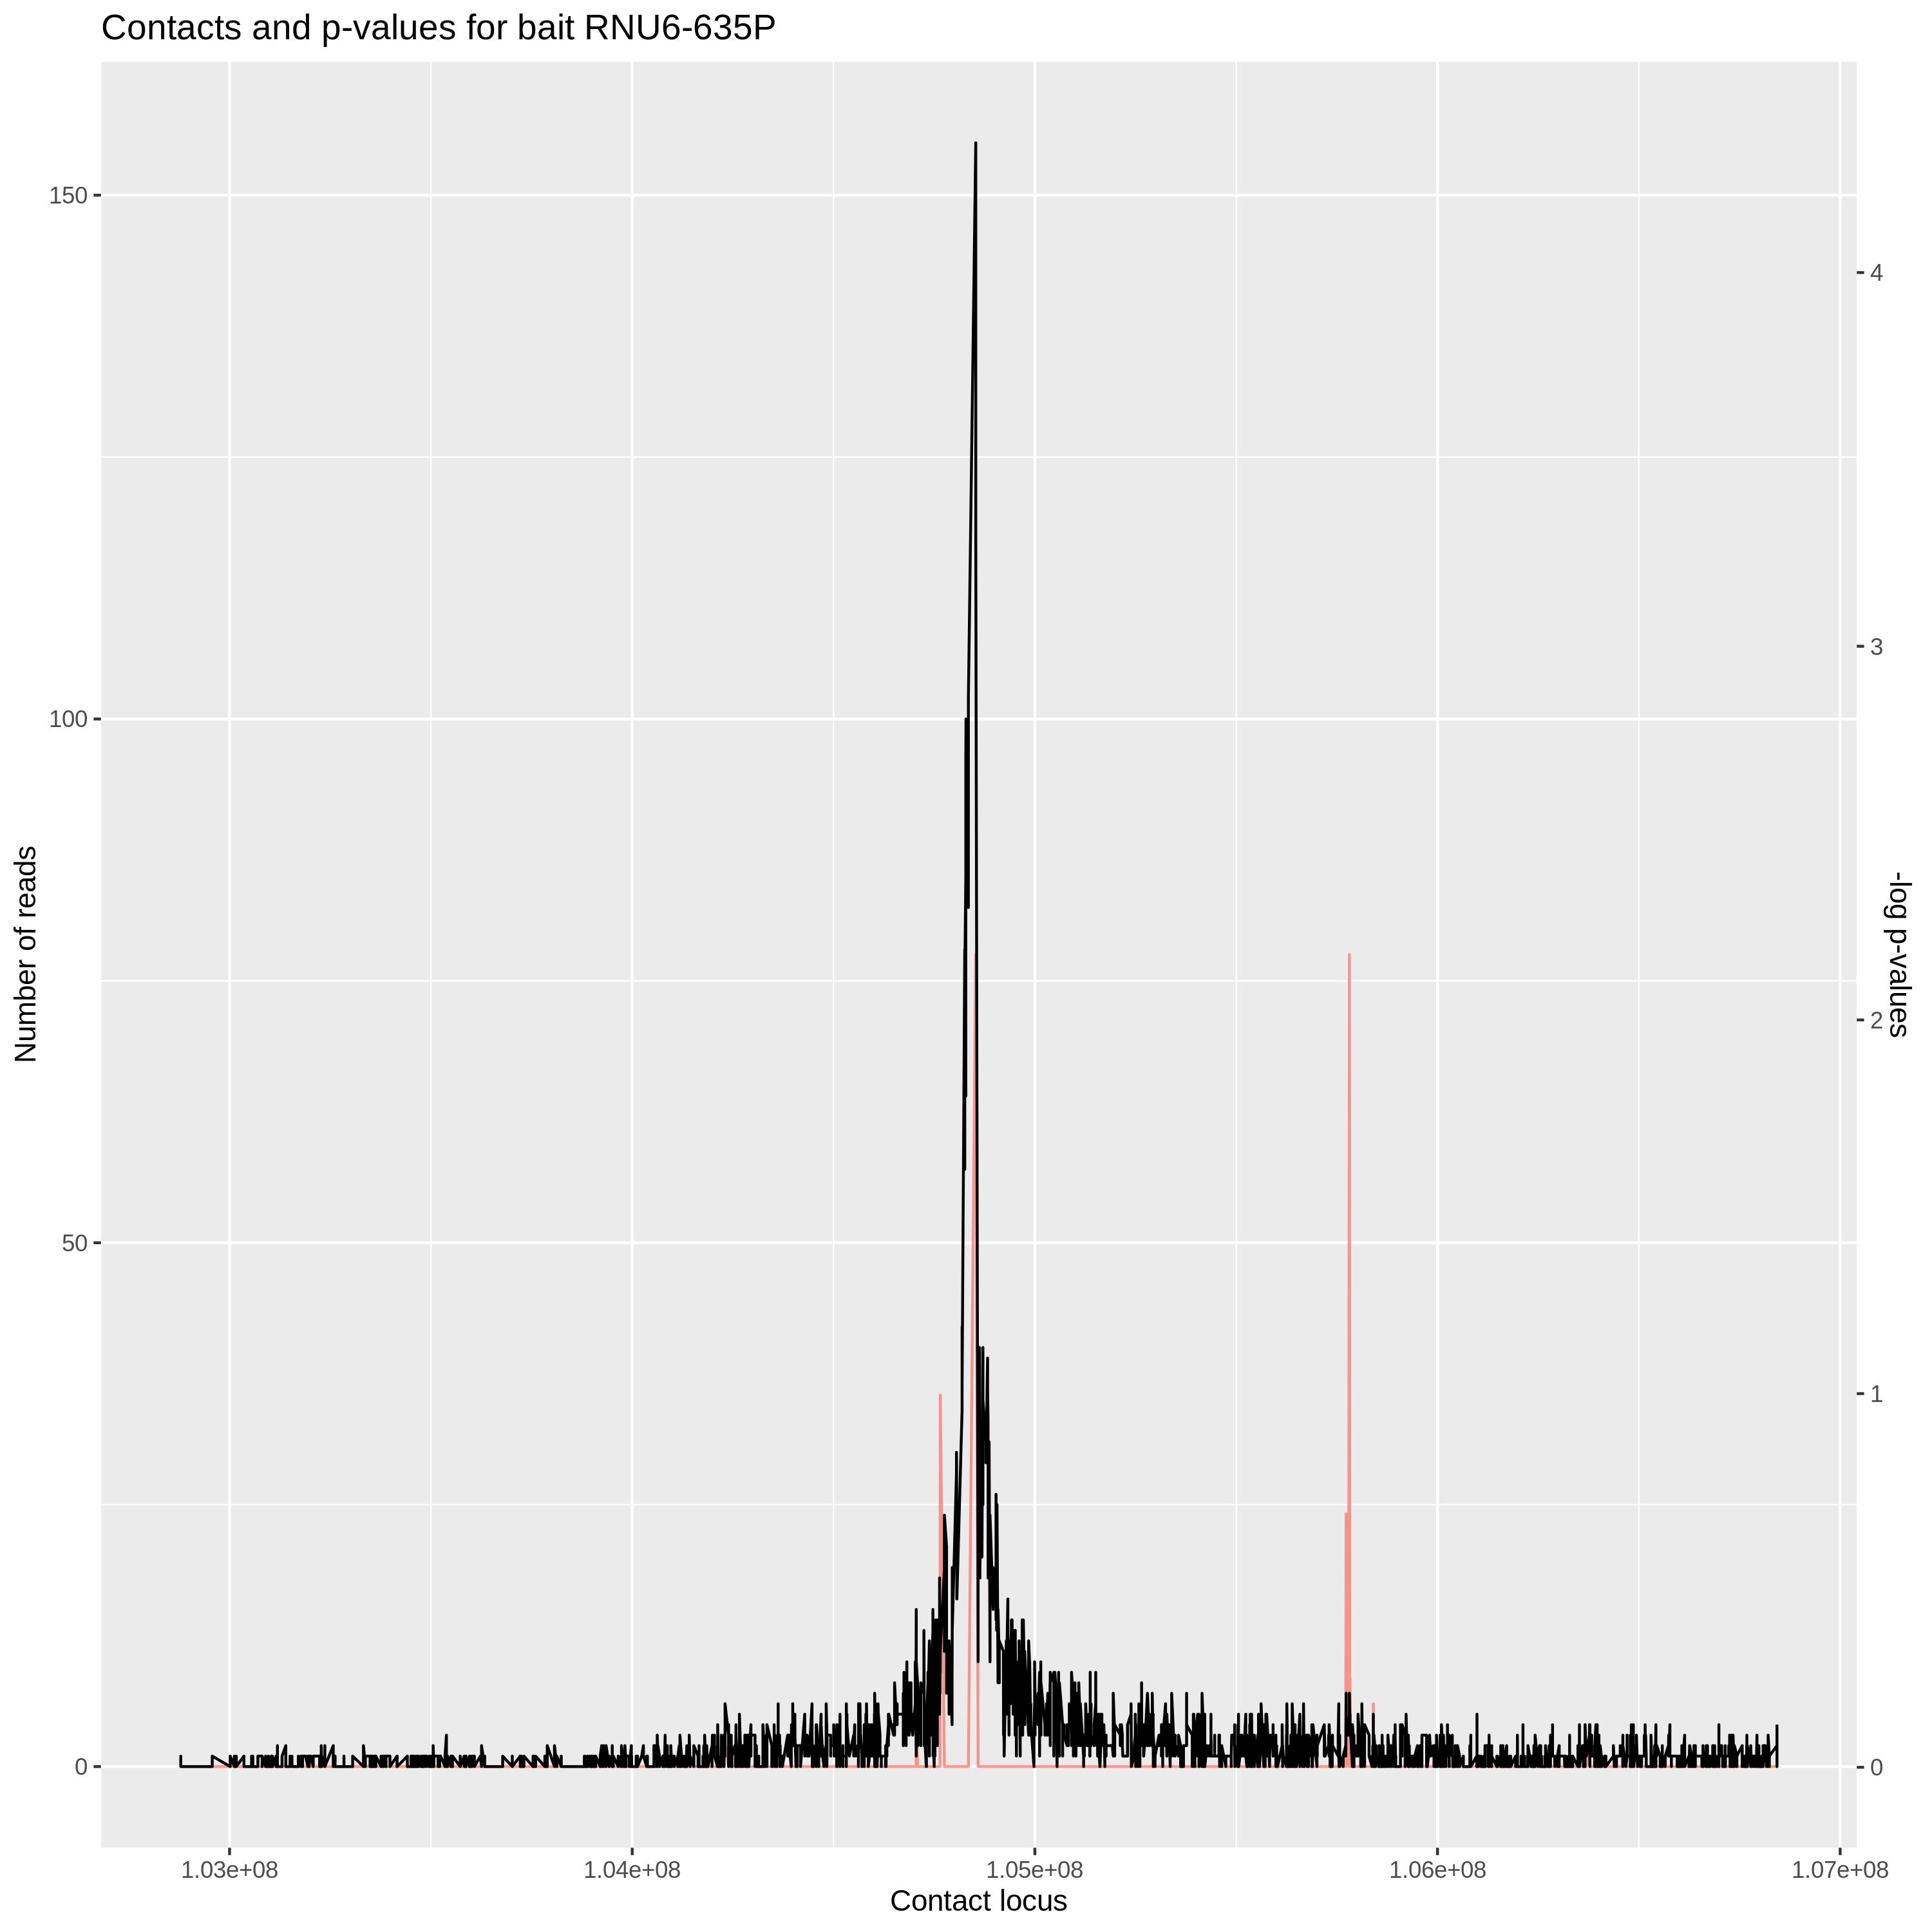 Contacts and p-values for bait RNU6-635P
150
100
50
0
Number of reads
4
3
2
1
0
-log p-values
1.03e+08 1.04e+08 1.05e+08 1.06e+08 1.07e+08
Contact locus